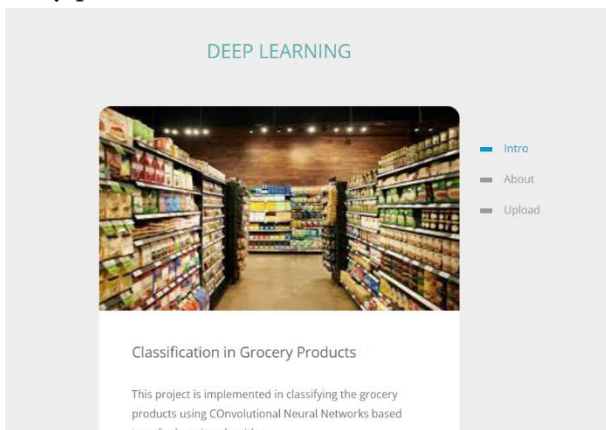 DEEP LEARNING
Intro
About
Upload
Classification in Grocery Products
This project is implemented in classifying the grocery
products using COnvolutional Neural Networks based